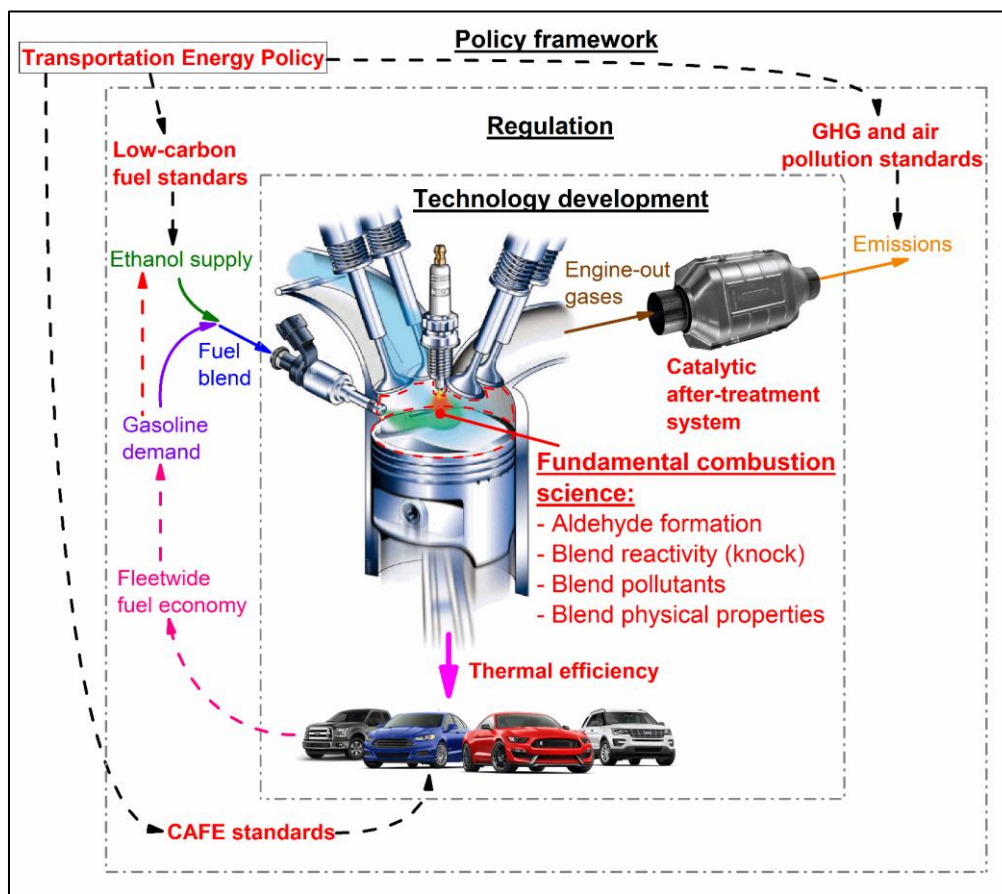 Policy framework
Transportation Energy Policy
Regulation
GHG and air
pollution standards
Low-carbon
fuel standars
Technology development
Ethanol supply
Emissions
Engine-out
gases
Fuel
blend
Catalytic
after-treatment
system
Gasoline
demand
Fundamental combustion
science:
- Aldehyde formation
- Blend reactivity (knock)
- Blend pollutants
- Blend physical properties
Fleetwide
fuel economy
Thermal efficiency
CAFE standards